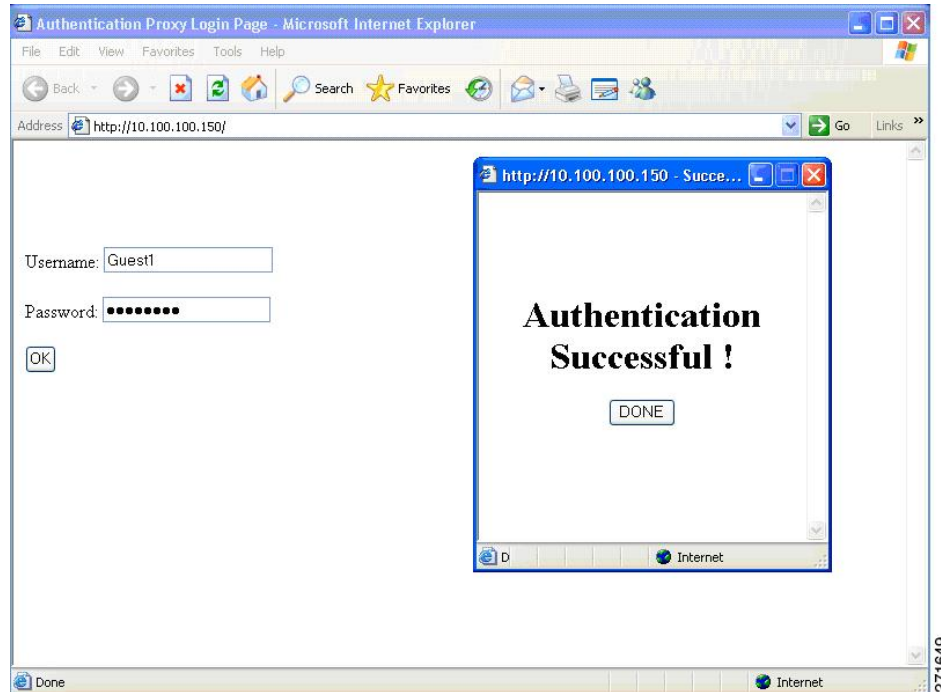 Authentication Proxy Login Page - Microsoft Internet Explorer
File Edit View Favorites Tools Help
Back Search Favorites
Address http://10.100.100.150/ Go Links »
http://10.100.100.150 - Succe...
Username: Guest1
Password: ••••••••
OK
Authentication
Successful !
DONE
D Internet
Done Internet
271649